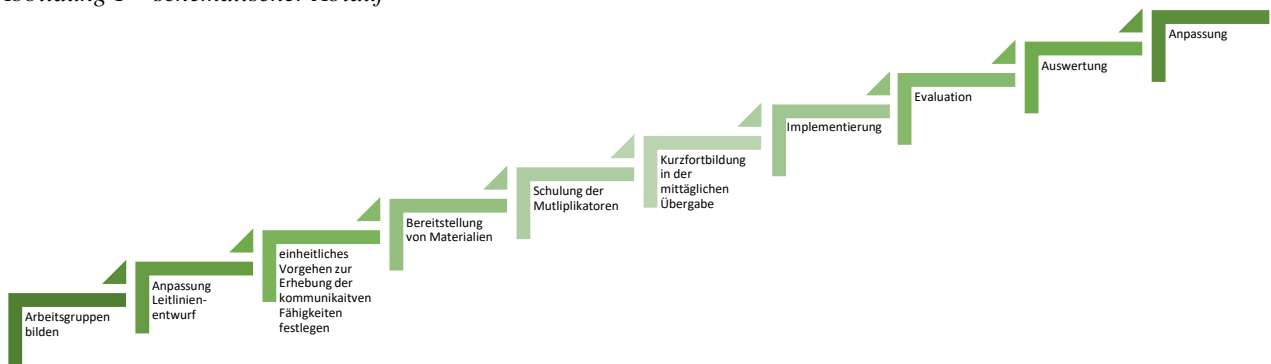 Abbildung 1 – schematischer Ablauf
Arbeitsgruppen
bilden
Anpassung
Leitlinien-
entwurf
einheitliches
Vorgehen zur
Erhebung der
kommunikaitven
Fähigkeiten
festlegen
Bereitstellung
von Materialien
Schulung der
Mutliplikatoren
Kurzfortbildung
in der
mittäglichen
Übergabe
Implementierung
Evaluation
Auswertung
Anpassung